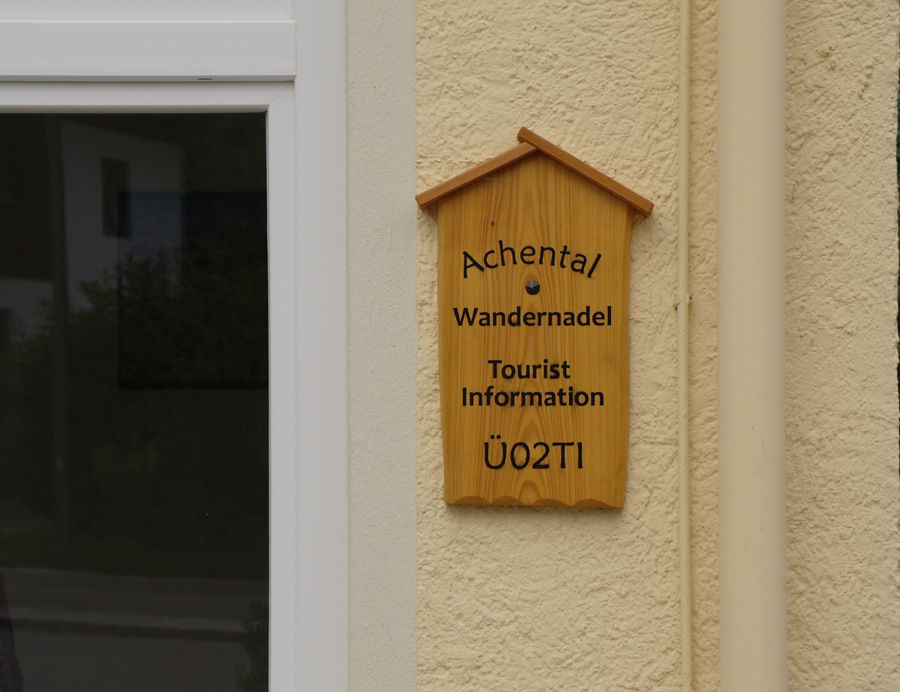 Achental
Wandernadel
Tourist
Information
Ü02TI